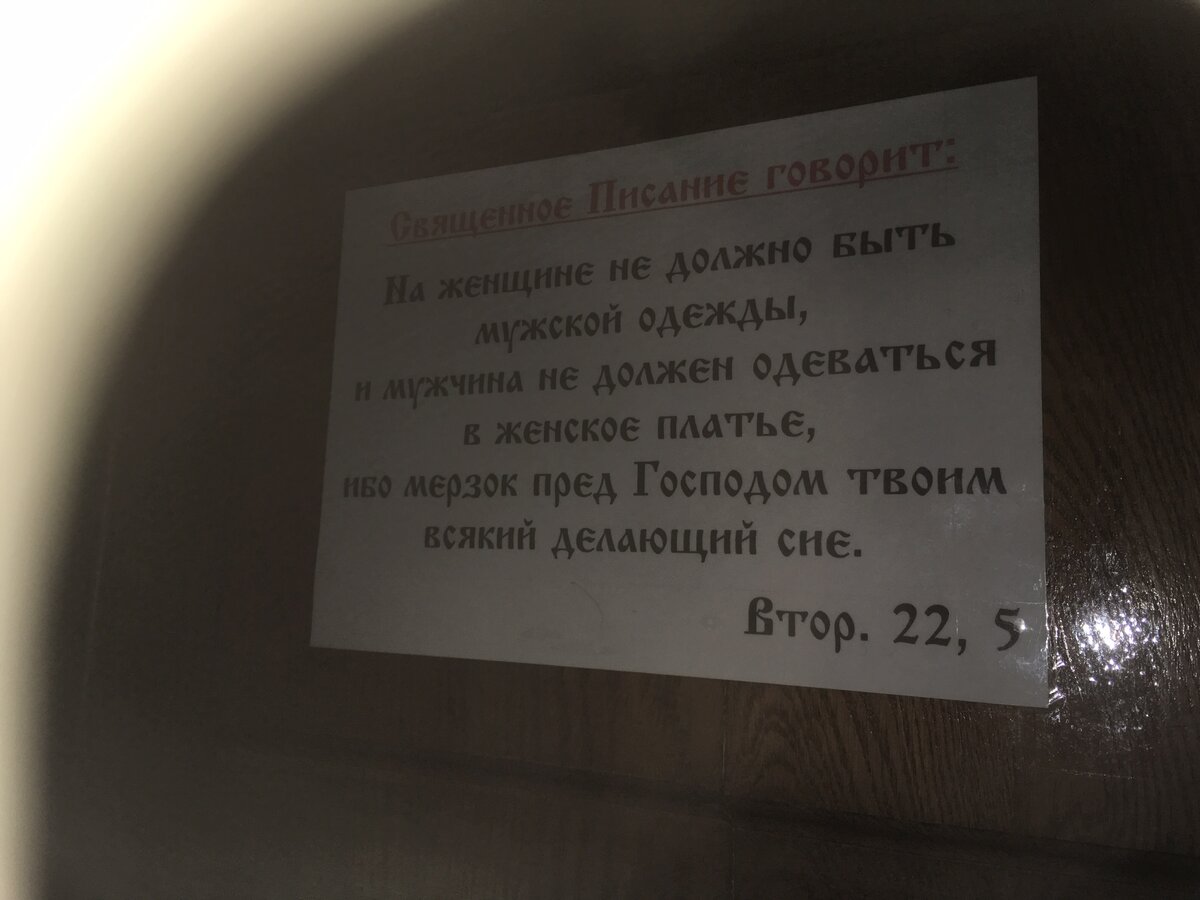 Священное Писание говорит:
На женщине не должно быть
мужской одежды,
и мужчина не должен одеваться
в женское платье,
ибо мерзок пред Господом твоим
всякий делающий сие.
Втор. 22, 5